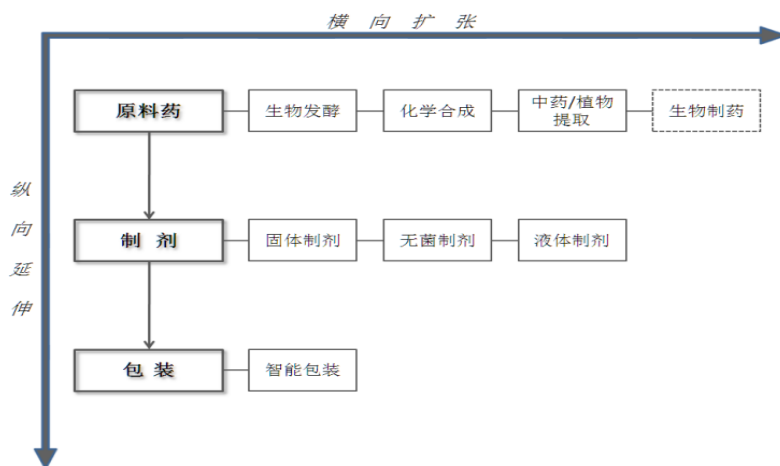 横向扩张
纵向延伸
原料药
生物发酵
化学合成
中药/植物
提取
生物制药
制 剂
固体制剂
无菌制剂
液体制剂
包 装
智能包装